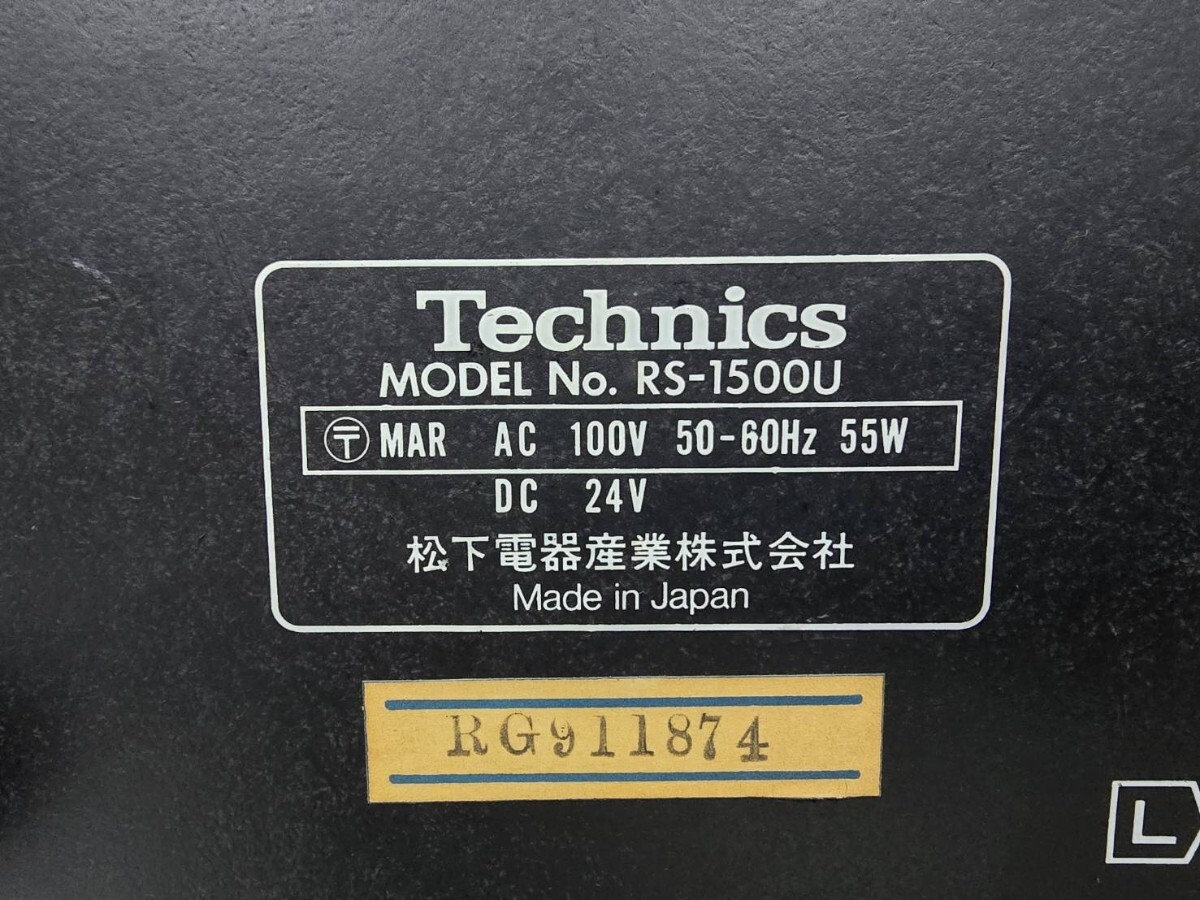 Technics
MODEL No. RS-1500U
〒 MAR AC 100V 50-60Hz 55W
DC 24V
松下電器産業株式会社
Made in Japan
RG911874
L